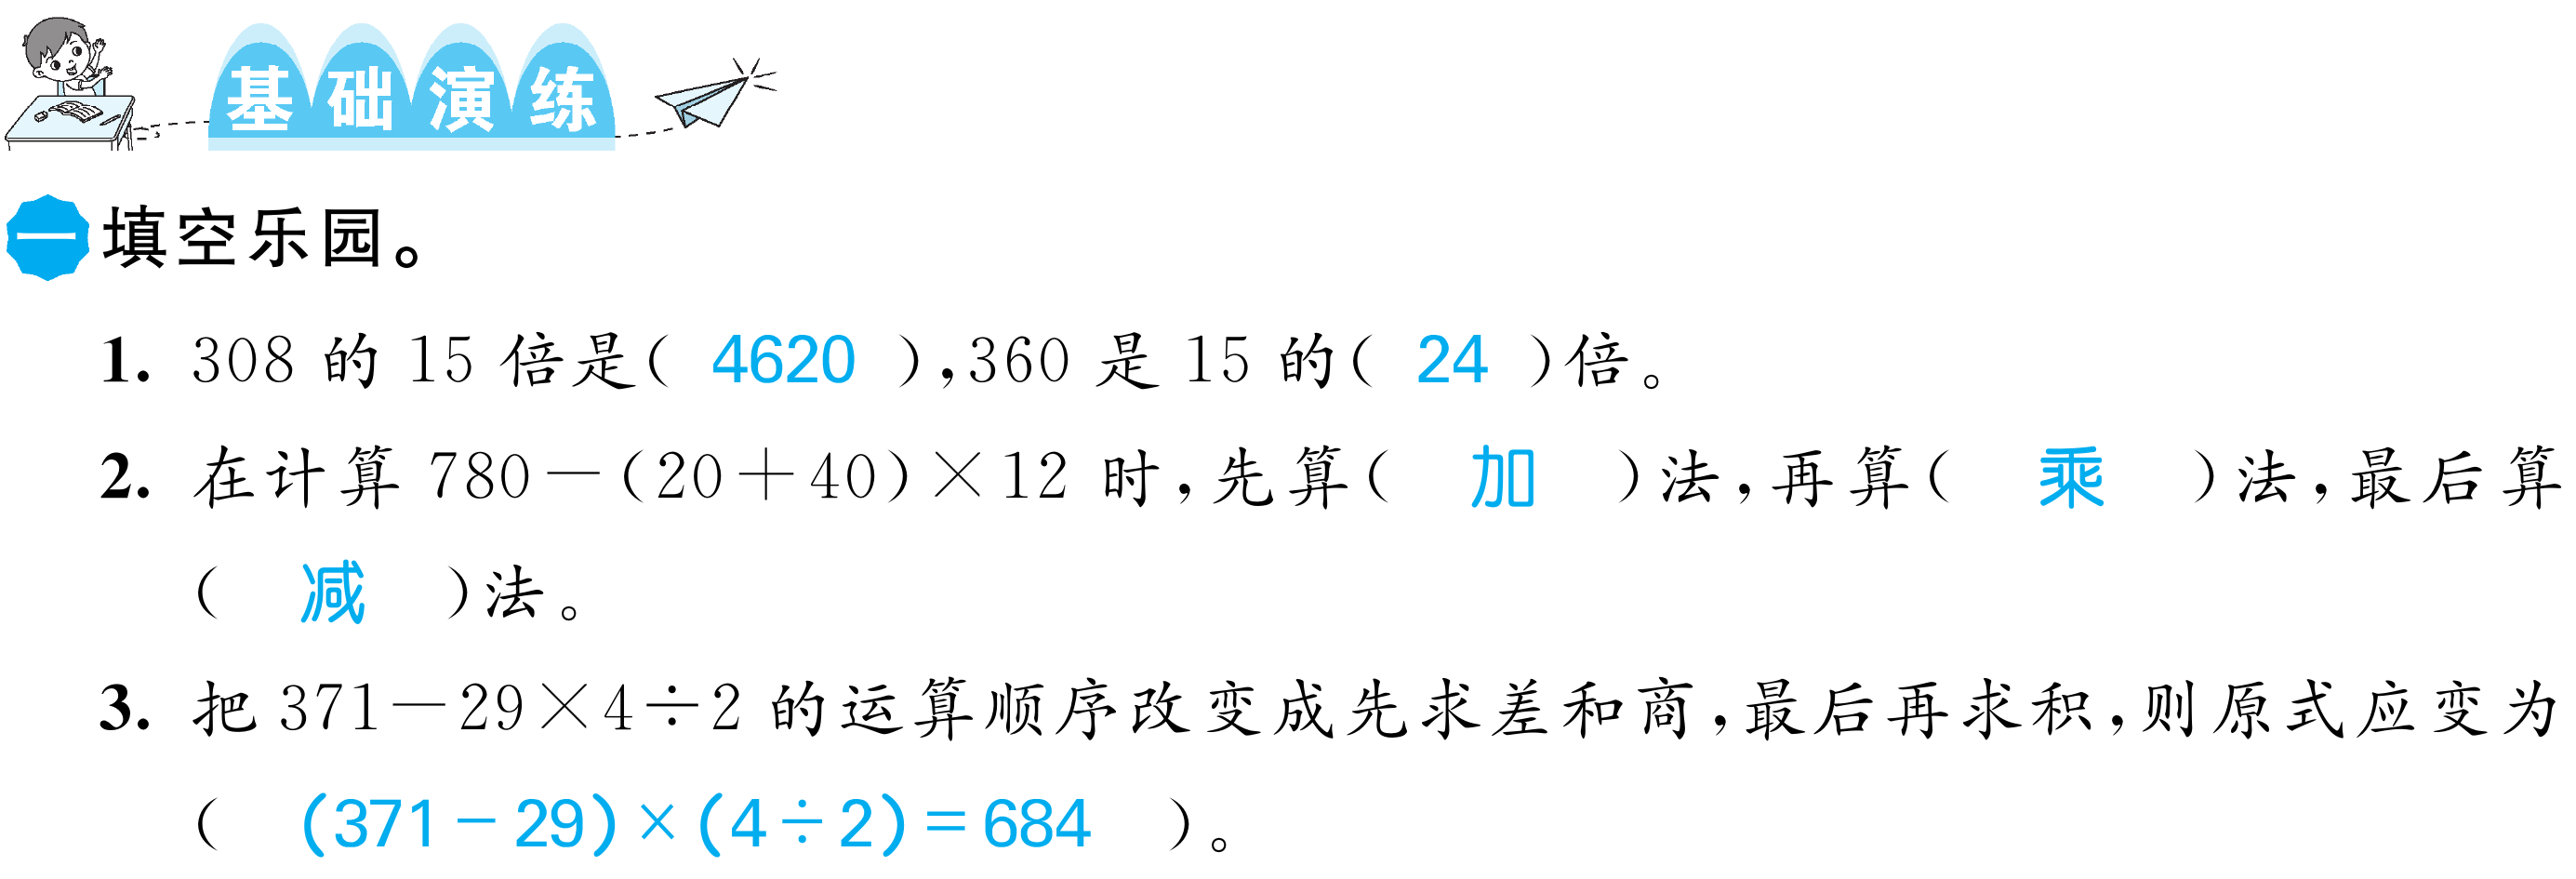 基础演练
一 填空乐园。
1. 308 的 15 倍是( 4620 ),360 是 15 的( 24 )倍。
2. 在计算 780－(20＋40)×12 时,先算( 加 )法,再算( 乘 )法,最后算
( 减 )法。
3. 把 371－29×4÷2 的运算顺序改变成先求差和商,最后再求积,则原式应变为
( (371－29)×(4÷2)＝684 )。